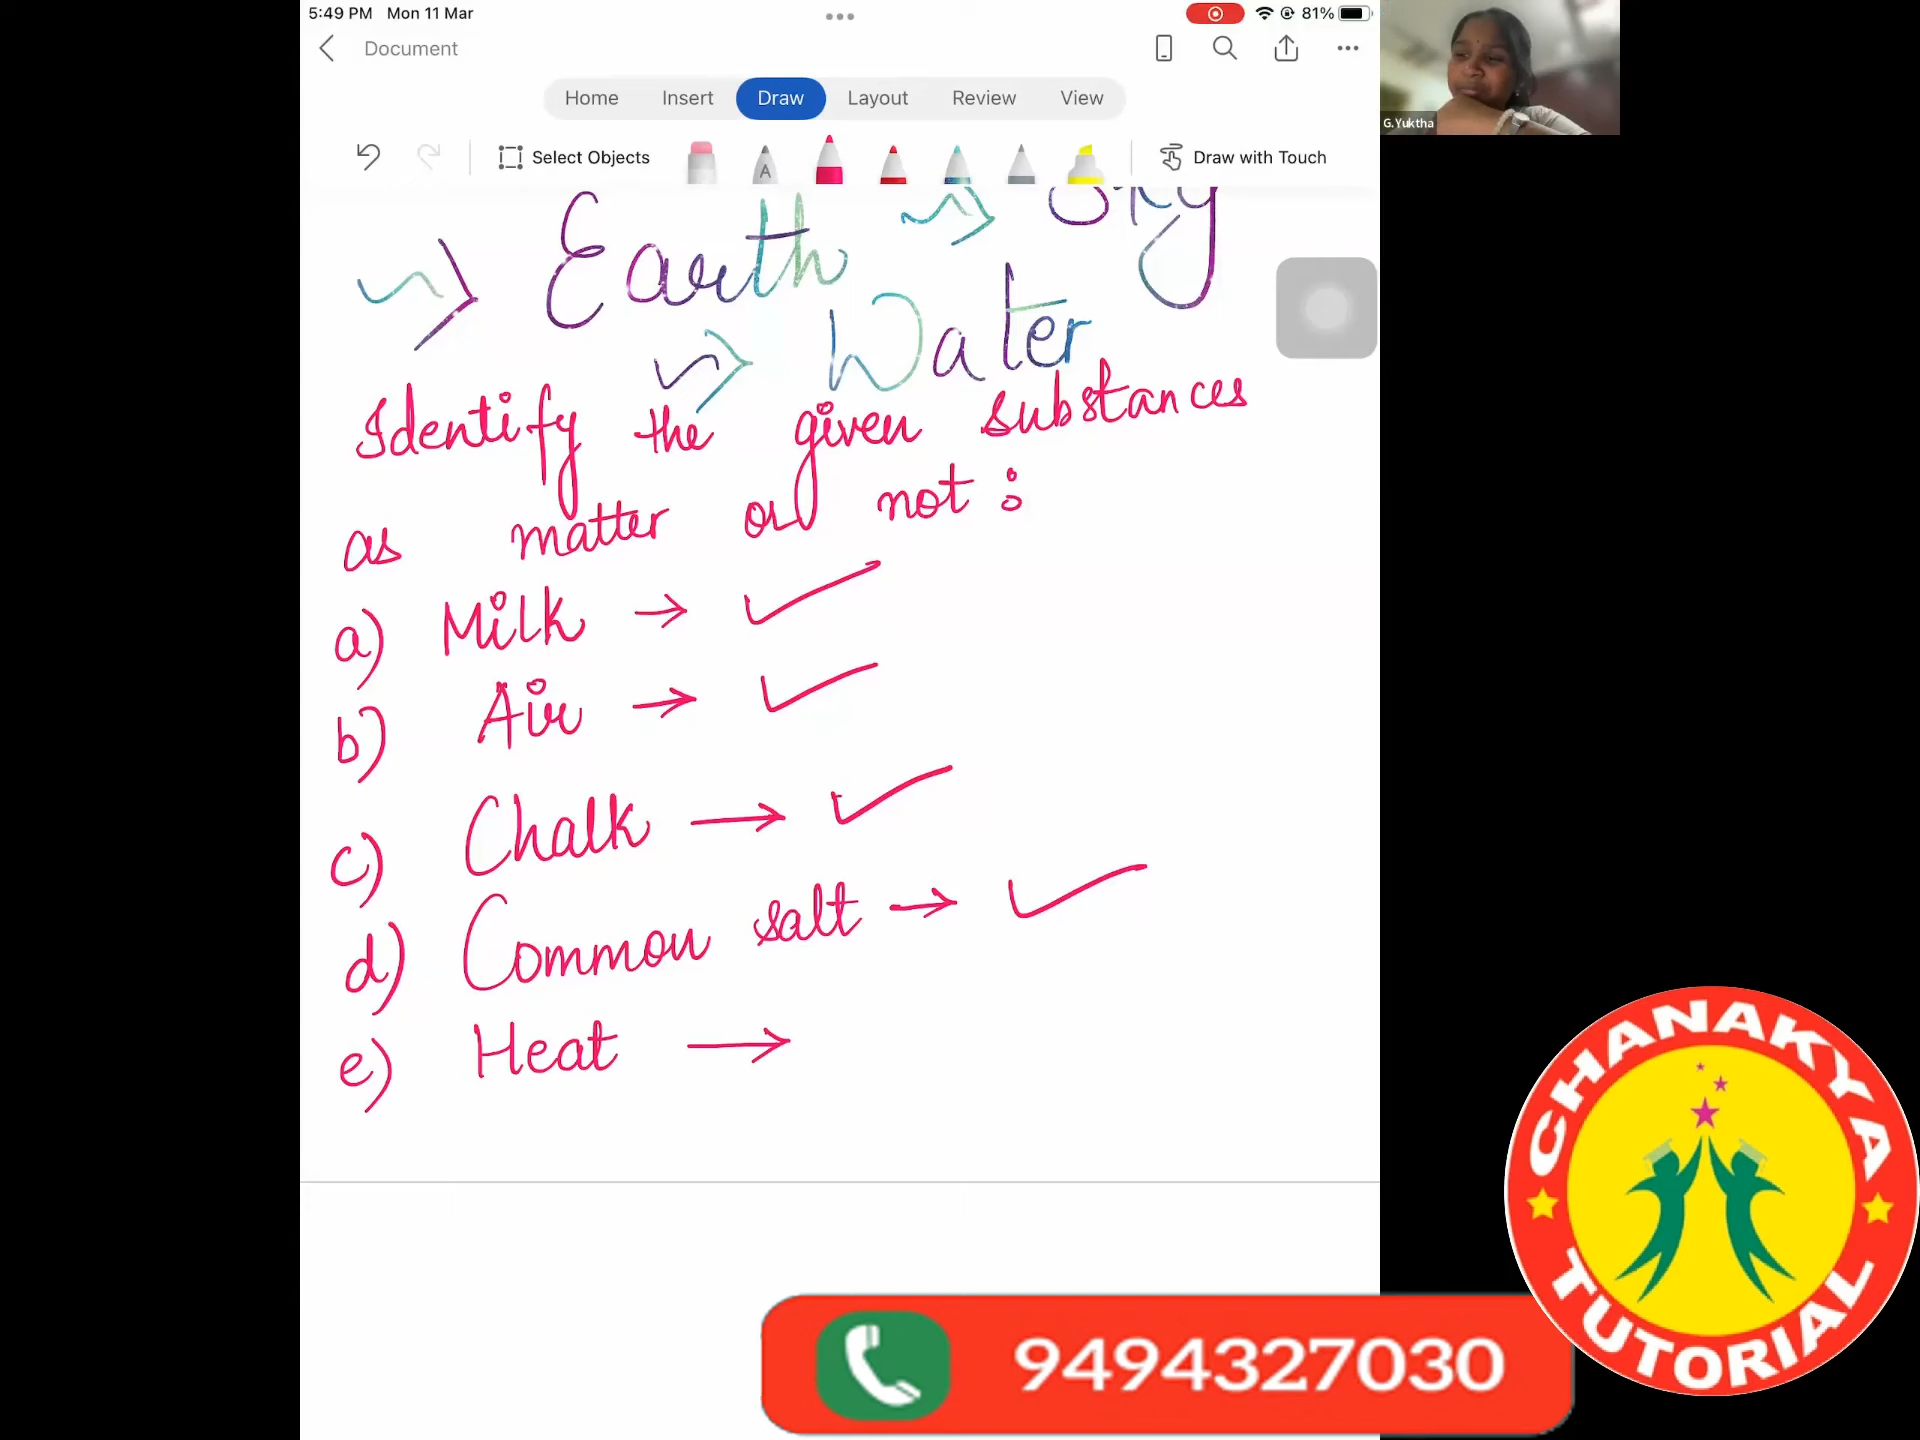 5:49 PM Mon 11 Mar
81%
Document
G.Yuktha
Home Insert Draw Layout Review View
Select Objects A Draw with Touch
Earth Sky
Water
Identify the given substances
as matter or not :
a) Milk → ✓
b) Air → ✓
c) Chalk → ✓
d) Common salt → ✓
e) Heat →
CHANAKYA
TUTORIAL
9494327030